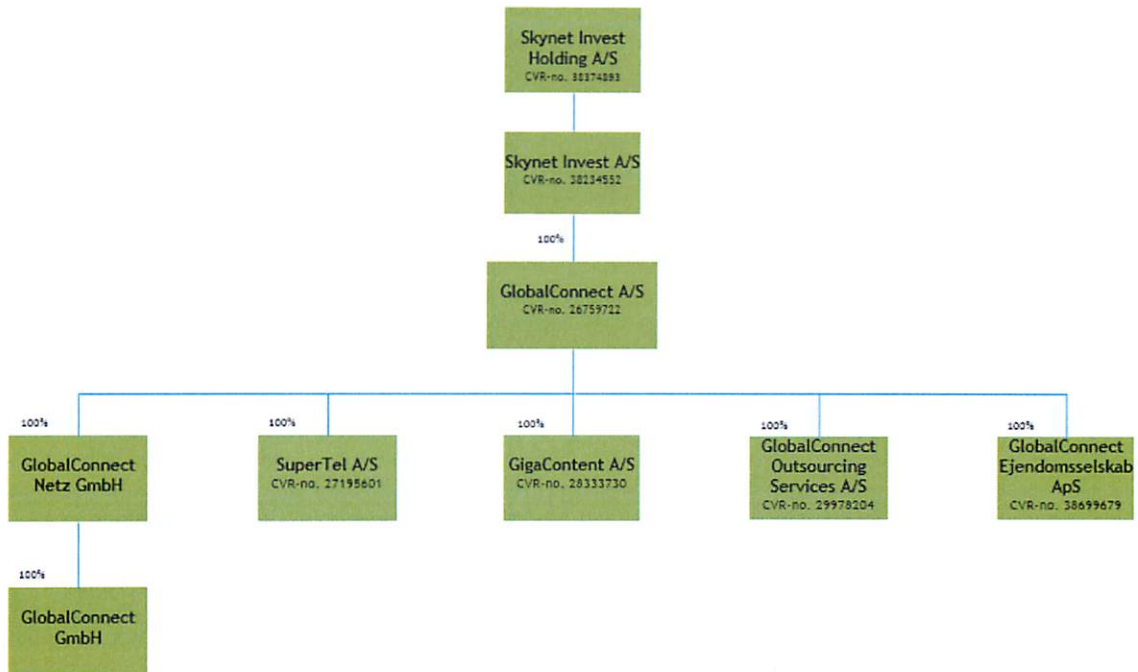 Skynet Invest
Holding A/S
CVR-no. 38374893
Skynet Invest A/S
CVR-no. 38234552
100%
GlobalConnect A/S
CVR-no. 26759722
100%
GlobalConnect
Netz GmbH
100%
SuperTel A/S
CVR-no. 27195601
100%
GigaContent A/S
CVR-no. 28333730
100%
GlobalConnect
Outsourcing
Services A/S
CVR-no. 29978204
100%
GlobalConnect
Ejendomsselskab
ApS
CVR-no. 38699679
100%
GlobalConnect
GmbH